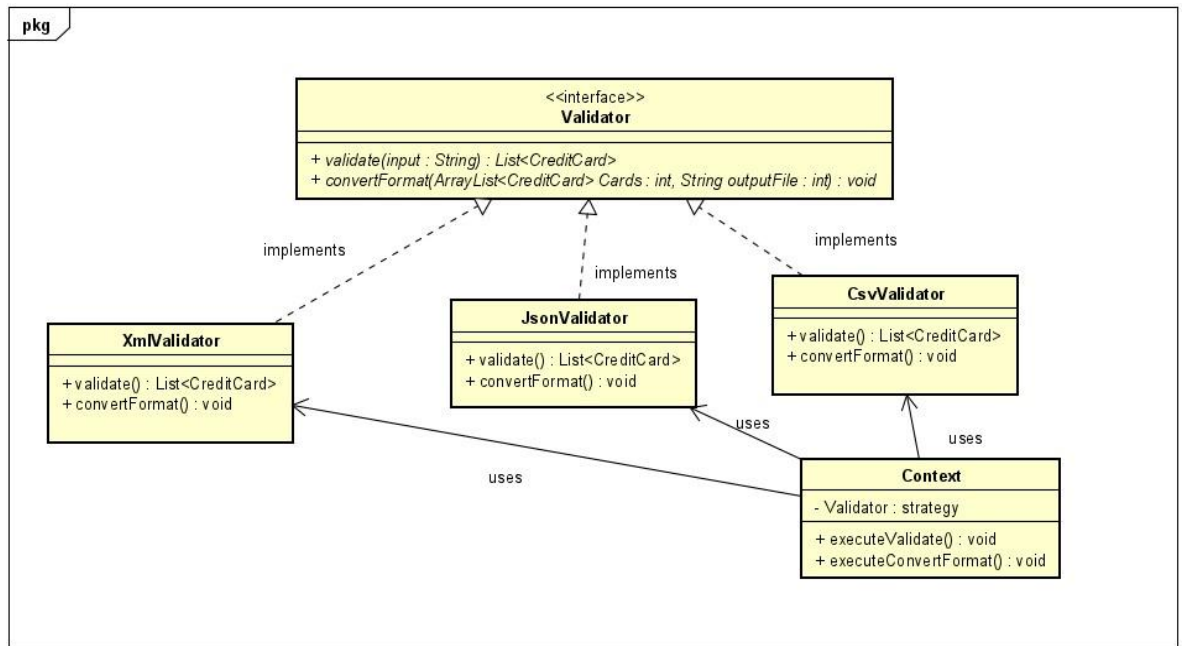 pkg
<<interface>>
Validator
+ validate(input : String) : List<CreditCard>
+ convertFormat(ArrayList<CreditCard> Cards : int, String outputFile : int) : void
implements
implements
implements
CsvValidator
+ validate() : List<CreditCard>
+ convertFormat() : void
JsonValidator
+ validate() : List<CreditCard>
+ convertFormat() : void
XmlValidator
+ validate() : List<CreditCard>
+ convertFormat() : void
uses
uses
uses
Context
- Validator : strategy
+ executeValidate() : void
+ executeConvertFormat() : void